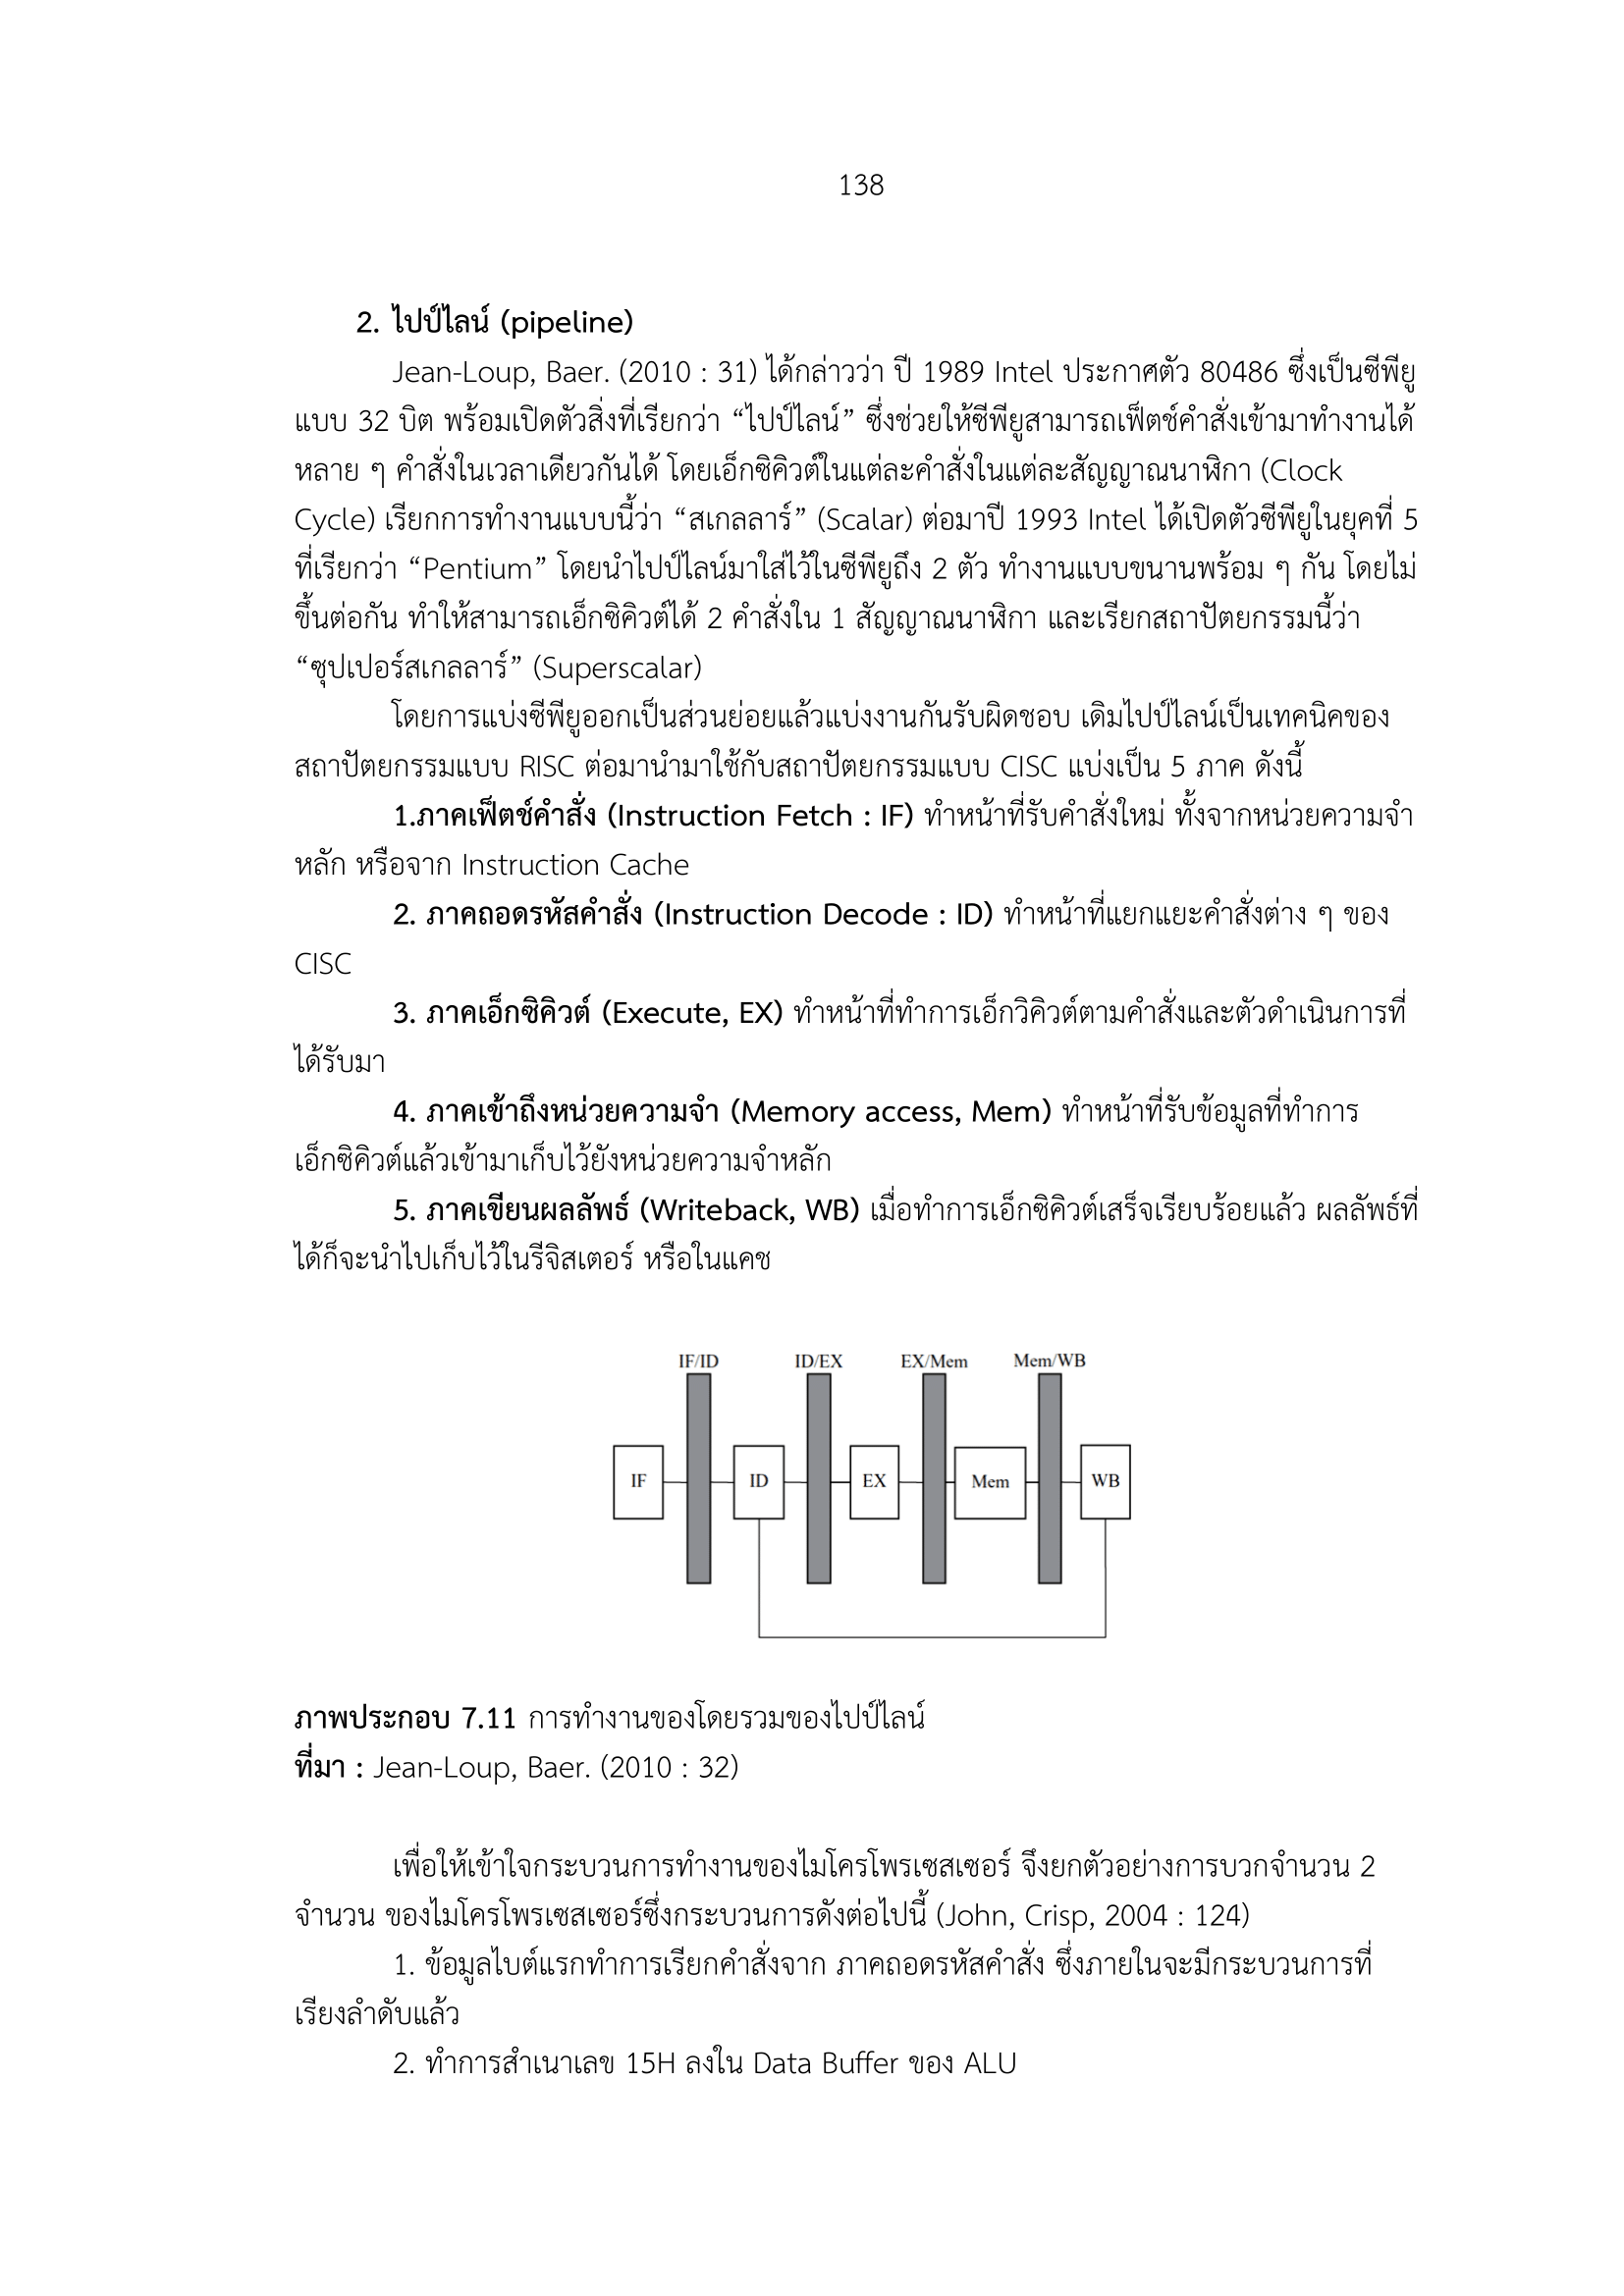 138
2. ไปป์ไลน์ (pipeline)
Jean-Loup, Baer. (2010 : 31) ได้กล่าวว่า ปี 1989 Intel ประกาศตัว 80486 ซึ่งเป็นซีพียู
แบบ 32 บิต พร้อมเปิดตัวสิ่งที่เรียกว่า “ไปป์ไลน์” ซึ่งช่วยให้ซีพียูสามารถเฟ็ตช์คำสั่งเข้ามาทำงานได้
หลาย ๆ คำสั่งในเวลาเดียวกันได้ โดยเอ็กซิคิวต์ในแต่ละคำสั่งในแต่ละสัญญาณนาฬิกา (Clock
Cycle) เรียกการทำงานแบบนี้ว่า “สเกลลาร์” (Scalar) ต่อมาปี 1993 Intel ได้เปิดตัวซีพียูในยุคที่ 5
ที่เรียกว่า “Pentium” โดยนำไปป์ไลน์มาใส่ไว้ในซีพียูถึง 2 ตัว ทำงานแบบขนานพร้อม ๆ กัน โดยไม่
ขึ้นต่อกัน ทำให้สามารถเอ็กซิคิวต์ได้ 2 คำสั่งใน 1 สัญญาณนาฬิกา และเรียกสถาปัตยกรรมนี้ว่า
“ซุปเปอร์สเกลลาร์” (Superscalar)
โดยการแบ่งซีพียูออกเป็นส่วนย่อยแล้วแบ่งงานกันรับผิดชอบ เดิมไปป์ไลน์เป็นเทคนิคของ
สถาปัตยกรรมแบบ RISC ต่อมานำมาใช้กับสถาปัตยกรรมแบบ CISC แบ่งเป็น 5 ภาค ดังนี้
1.ภาคเฟ็ตช์คำสั่ง (Instruction Fetch : IF) ทำหน้าที่รับคำสั่งใหม่ ทั้งจากหน่วยความจำ
หลัก หรือจาก Instruction Cache
2. ภาคถอดรหัสคำสั่ง (Instruction Decode : ID) ทำหน้าที่แยกแยะคำสั่งต่าง ๆ ของ
CISC
3. ภาคเอ็กซิคิวต์ (Execute, EX) ทำหน้าที่ทำการเอ็กวิคิวต์ตามคำสั่งและตัวดำเนินการที่
ได้รับมา
4. ภาคเข้าถึงหน่วยความจำ (Memory access, Mem) ทำหน้าที่รับข้อมูลที่ทำการ
เอ็กซิคิวต์แล้วเข้ามาเก็บไว้ยังหน่วยความจำหลัก
5. ภาคเขียนผลลัพธ์ (Writeback, WB) เมื่อทำการเอ็กซิคิวต์เสร็จเรียบร้อยแล้ว ผลลัพธ์ที่
ได้ก็จะนำไปเก็บไว้ในรีจิสเตอร์ หรือในแคช
IF/ID ID/EX EX/Mem Mem/WB
IF ID EX Mem WB
ภาพประกอบ 7.11 การทำงานของโดยรวมของไปป์ไลน์
ที่มา : Jean-Loup, Baer. (2010 : 32)
เพื่อให้เข้าใจกระบวนการทำงานของไมโครโพรเซสเซอร์ จึงยกตัวอย่างการบวกจำนวน 2
จำนวน ของไมโครโพรเซสเซอร์ซึ่งกระบวนการดังต่อไปนี้ (John, Crisp, 2004 : 124)
1. ข้อมูลไบต์แรกทำการเรียกคำสั่งจาก ภาคถอดรหัสคำสั่ง ซึ่งภายในจะมีกระบวนการที่
เรียงลำดับแล้ว
2. ทำการสำเนาเลข 15H ลงใน Data Buffer ของ ALU